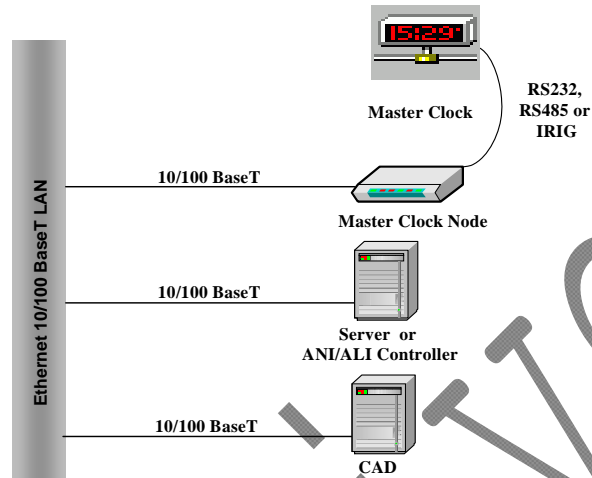 15:29
Master Clock
RS232,
RS485 or
IRIG
10/100 BaseT
Master Clock Node
10/100 BaseT
Server or
ANI/ALI Controller
10/100 BaseT
CAD
Ethernet 10/100 BaseT LAN